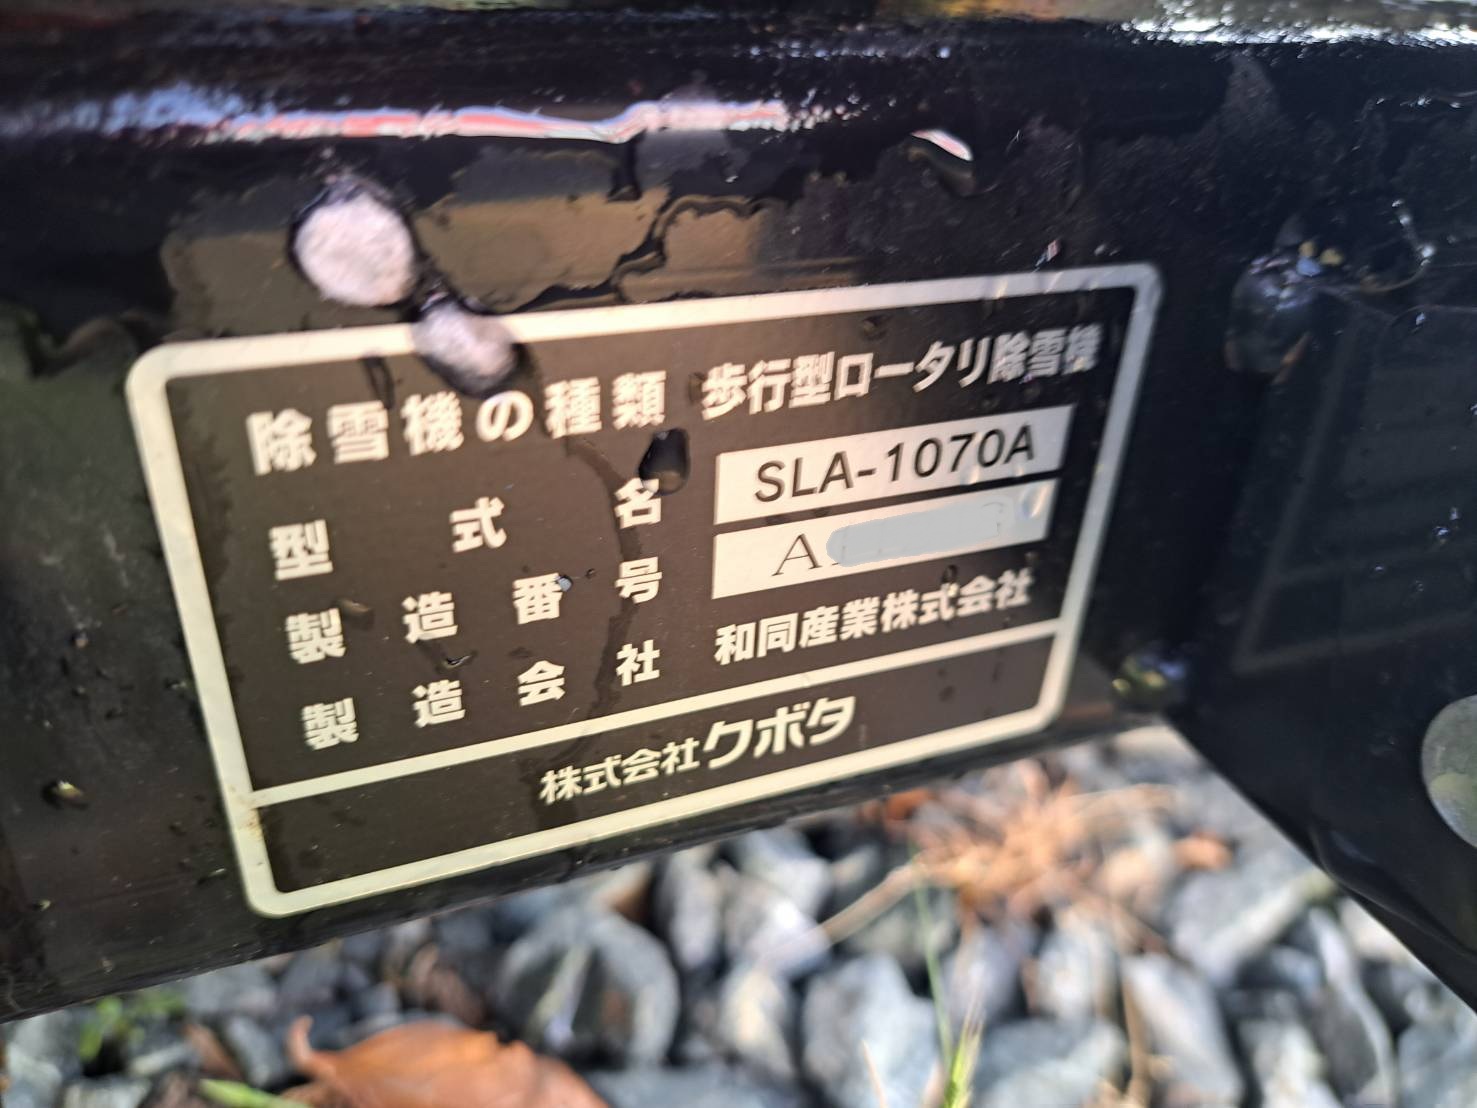 除雪機の種類 歩行型ロータリ除雪機
型式名 SLA-1070A
製造番号 A
製造会社 和同産業株式会社
株式会社クボタ